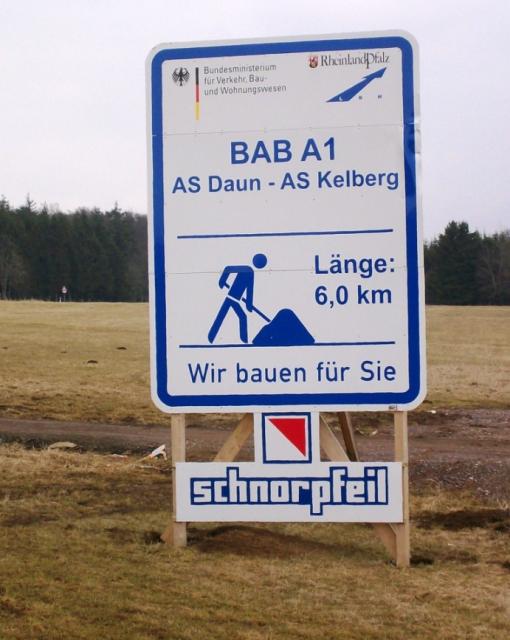 Bundesministerium
für Verkehr, Bau-
und Wohnungswesen
RheinlandPfalz
L S V
BAB A1
AS Daun - AS Kelberg
Länge:
6,0 km
Wir bauen für Sie
schnorpfeil